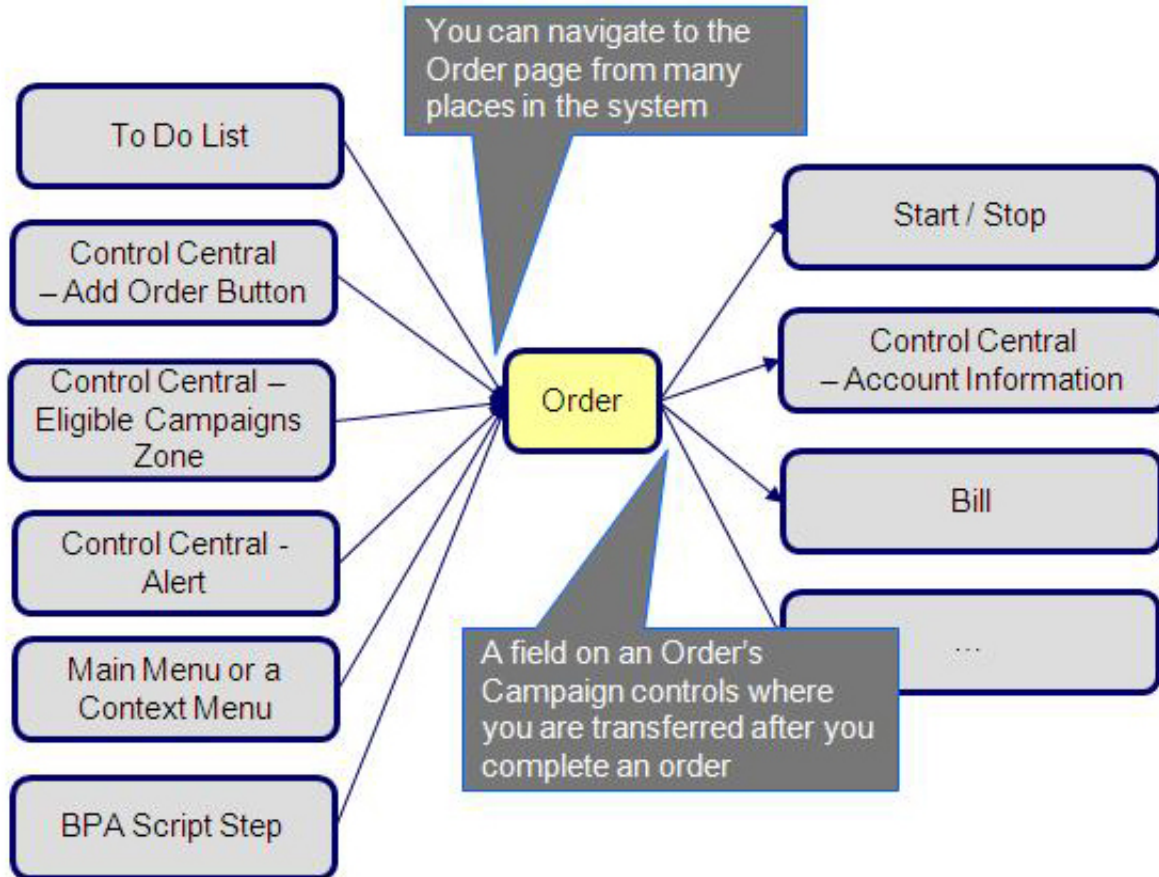 You can navigate to the
Order page from many
places in the system
To Do List
Control Central
– Add Order Button
Control Central –
Eligible Campaigns
Zone
Control Central -
Alert
Main Menu or a
Context Menu
BPA Script Step
Order
Start / Stop
Control Central
– Account Information
Bill
...
A field on an Order's
Campaign controls where
you are transferred after you
complete an order